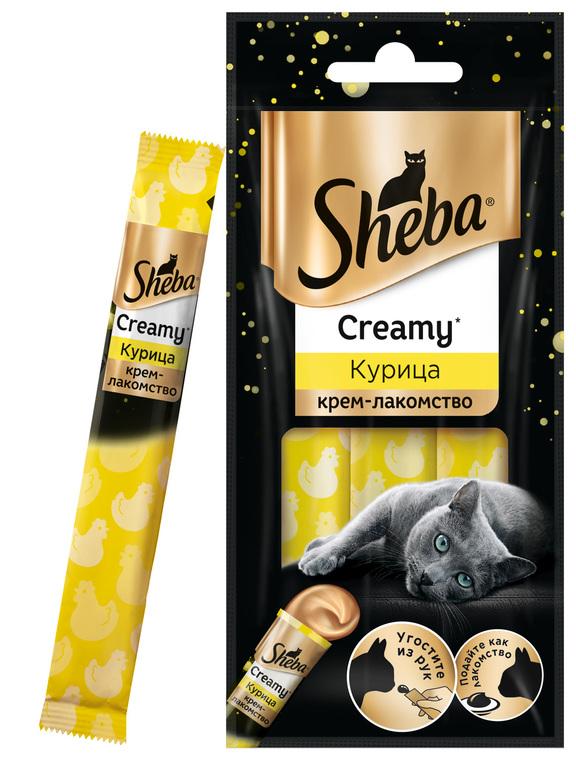 Sheba
Creamy*
Курица
крем-
лакомство
Sheba®
Creamy*
Курица
крем-лакомство
Sheba
Creamy*
Курица
крем-
лакомство
Угостите
из рук
Подайте как
лакомство